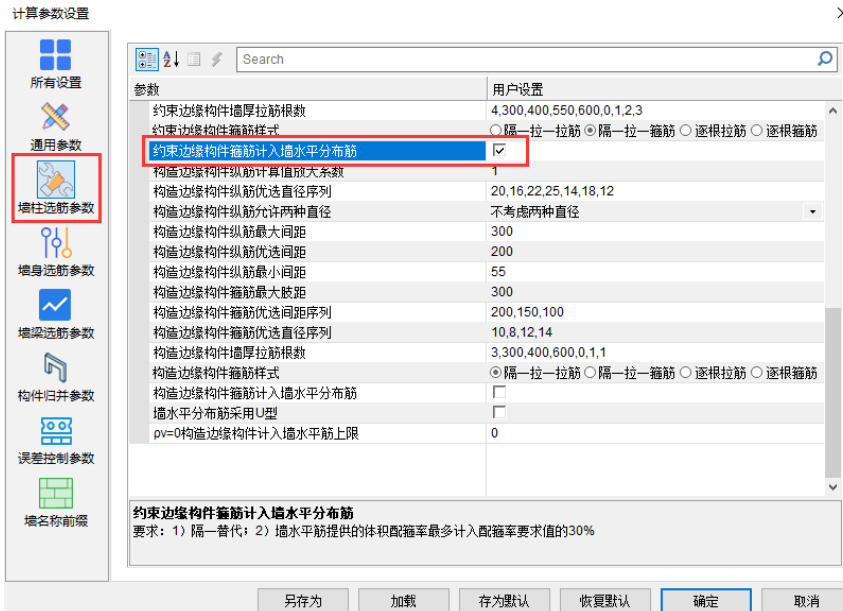 计算参数设置
所有设置
通用参数
墙柱选筋参数
墙身选筋参数
墙梁选筋参数
构件归并参数
误差控制参数
墙名称前缀
Search
参数 用户设置
约束边缘构件墙厚拉筋根数 4,300,400,550,600,0,1,2,3
约束边缘构件箍筋样式 隔一拉一拉筋 隔一拉一箍筋 逐根拉筋 逐根箍筋
约束边缘构件箍筋计入墙水平分布筋
构造边缘构件纵筋计算值放大系数 1
构造边缘构件纵筋优选直径序列 20,16,22,25,14,18,12
构造边缘构件纵筋允许两种直径 不考虑两种直径
构造边缘构件纵筋最大间距 300
构造边缘构件纵筋优选间距 200
构造边缘构件纵筋最小间距 55
构造边缘构件箍筋最大肢距 300
构造边缘构件箍筋优选间距序列 200,150,100
构造边缘构件箍筋优选直径序列 10,8,12,14
构造边缘构件墙厚拉筋根数 3,300,400,600,0,1,1
构造边缘构件箍筋样式 隔一拉一拉筋 隔一拉一箍筋 逐根拉筋 逐根箍筋
构造边缘构件箍筋计入墙水平分布筋
墙水平分布筋采用U型
ρv=0构造边缘构件计入墙水平筋上限 0
约束边缘构件箍筋计入墙水平分布筋
要求：1）隔一替代；2）墙水平筋提供的体积配箍率最多计入配箍率要求值的30%
另存为 加载 存为默认 恢复默认 确定 取消